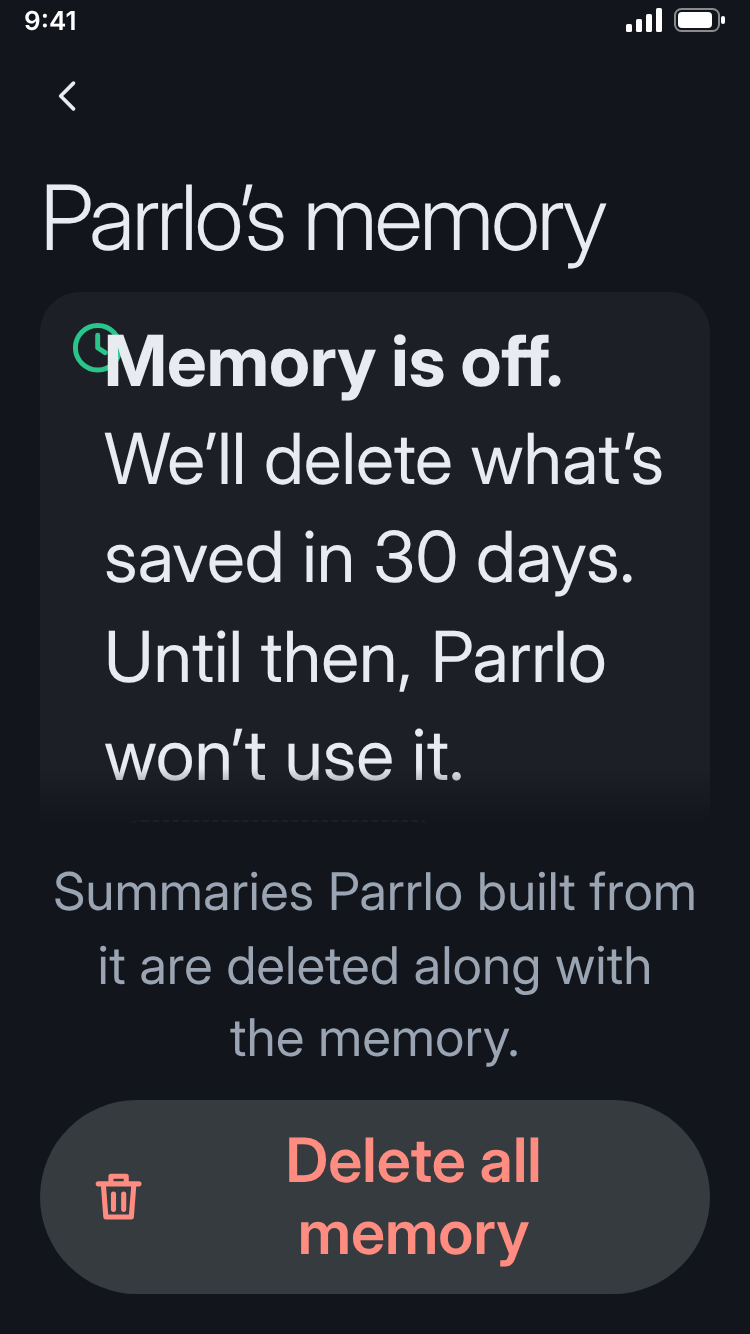 9:41
Parrlo’s memory
Memory is off.
We’ll delete what’s
saved in 30 days.
Until then, Parrlo
won’t use it.
Summaries Parrlo built from
it are deleted along with
the memory.
Delete all
memory